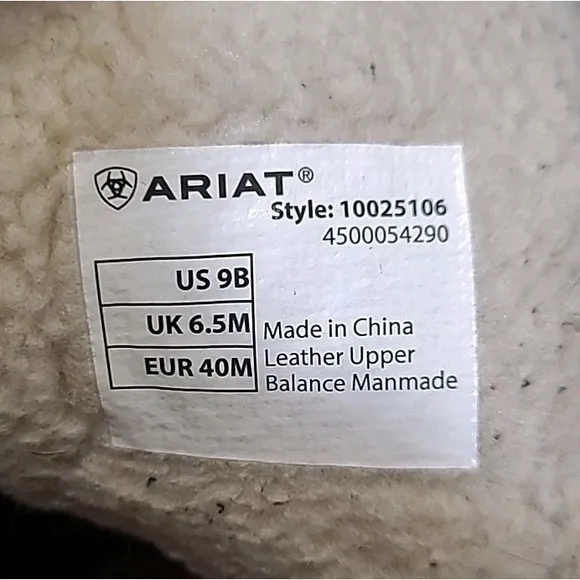 ARIAT®
Style: 10025106
4500054290
US 9B
UK 6.5M
EUR 40M
Made in China
Leather Upper
Balance Manmade